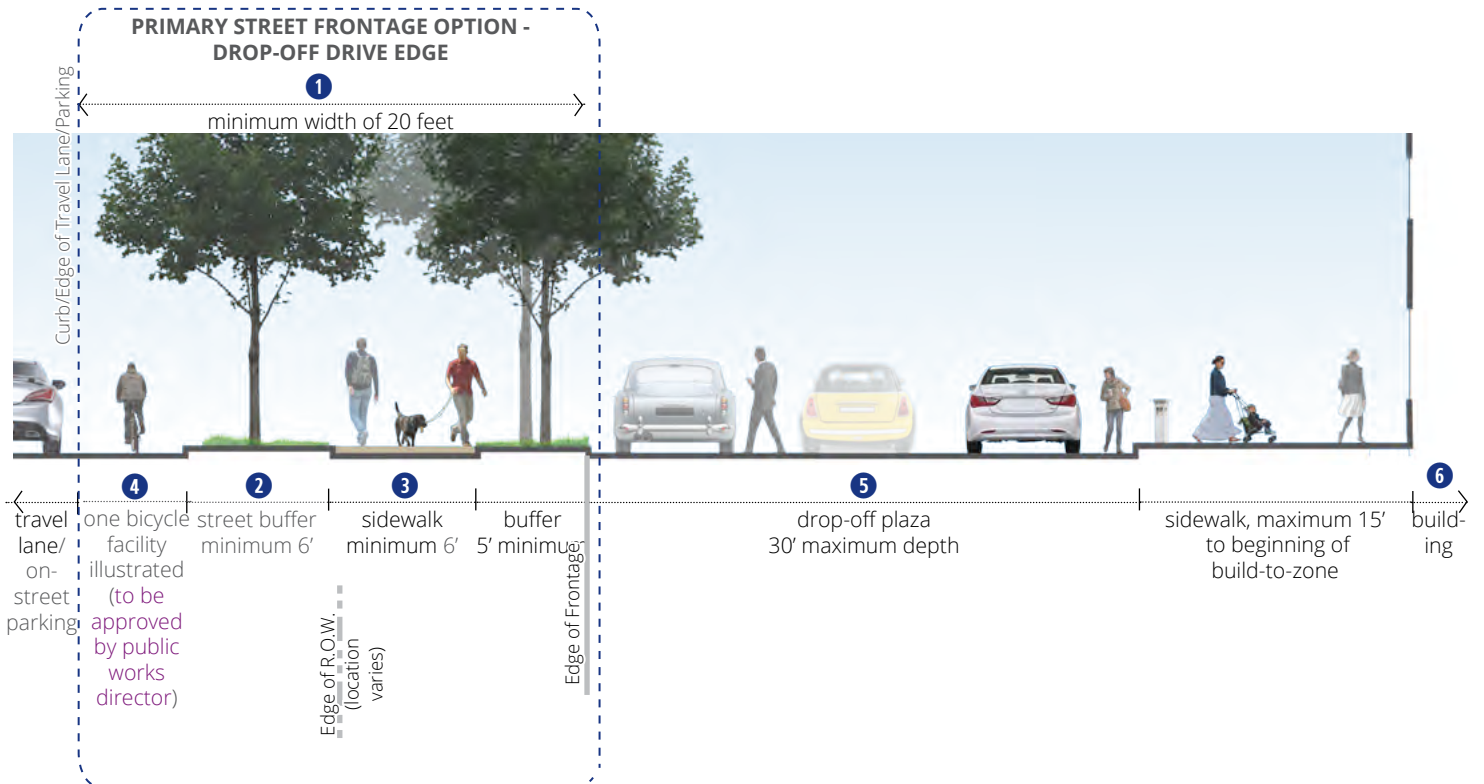 PRIMARY STREET FRONTAGE OPTION -
DROP-OFF DRIVE EDGE
1
minimum width of 20 feet
Curb/Edge of Travel Lane/Parking
travel
lane/
on-
street
parking
4
one bicycle
facility
illustrated
(to be
approved
by public
works
director)
2
street buffer
minimum 6’
3
sidewalk
minimum 6’
buffer
5’ minimum
Edge of R.O.W.
(location
varies)
Edge of Frontage
5
drop-off plaza
30’ maximum depth
sidewalk, maximum 15’
to beginning of
build-to-zone
6
build-
ing